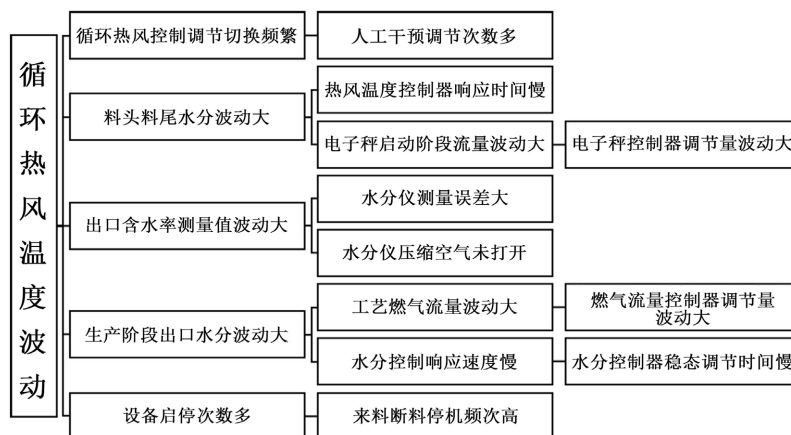 循环热风温度波动
循环热风控制调节切换频繁
人工干预调节次数多
料头料尾水分波动大
热风温度控制器响应时间慢
电子秤启动阶段流量波动大
电子秤控制器调节量波动大
出口含水率测量值波动大
水分仪测量误差大
水分仪压缩空气未打开
生产阶段出口水分波动大
工艺燃气流量波动大
燃气流量控制器调节量
波动大
水分控制响应速度慢
水分控制器稳态调节时间慢
设备启停次数多
来料断料停机频次高